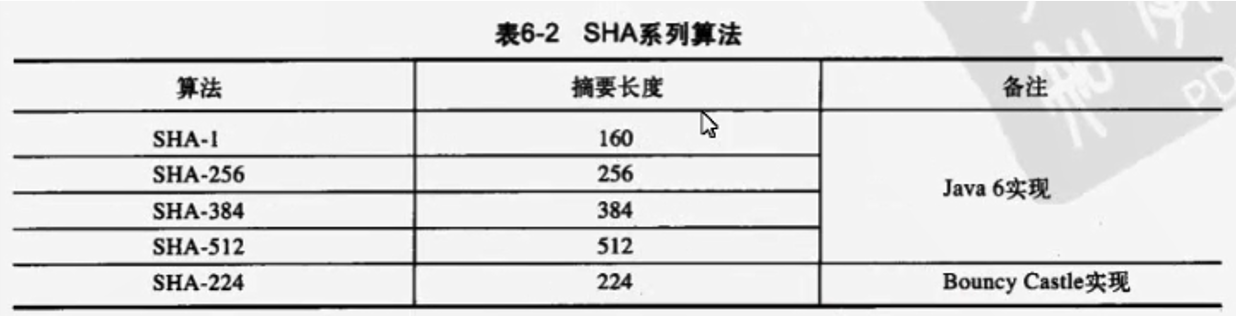 表6-2 SHA系列算法
算法 摘要长度 备注
SHA-1 160
SHA-256 256
Java 6实现
SHA-384 384
SHA-512 512
SHA-224 224 Bouncy Castle实现
PD